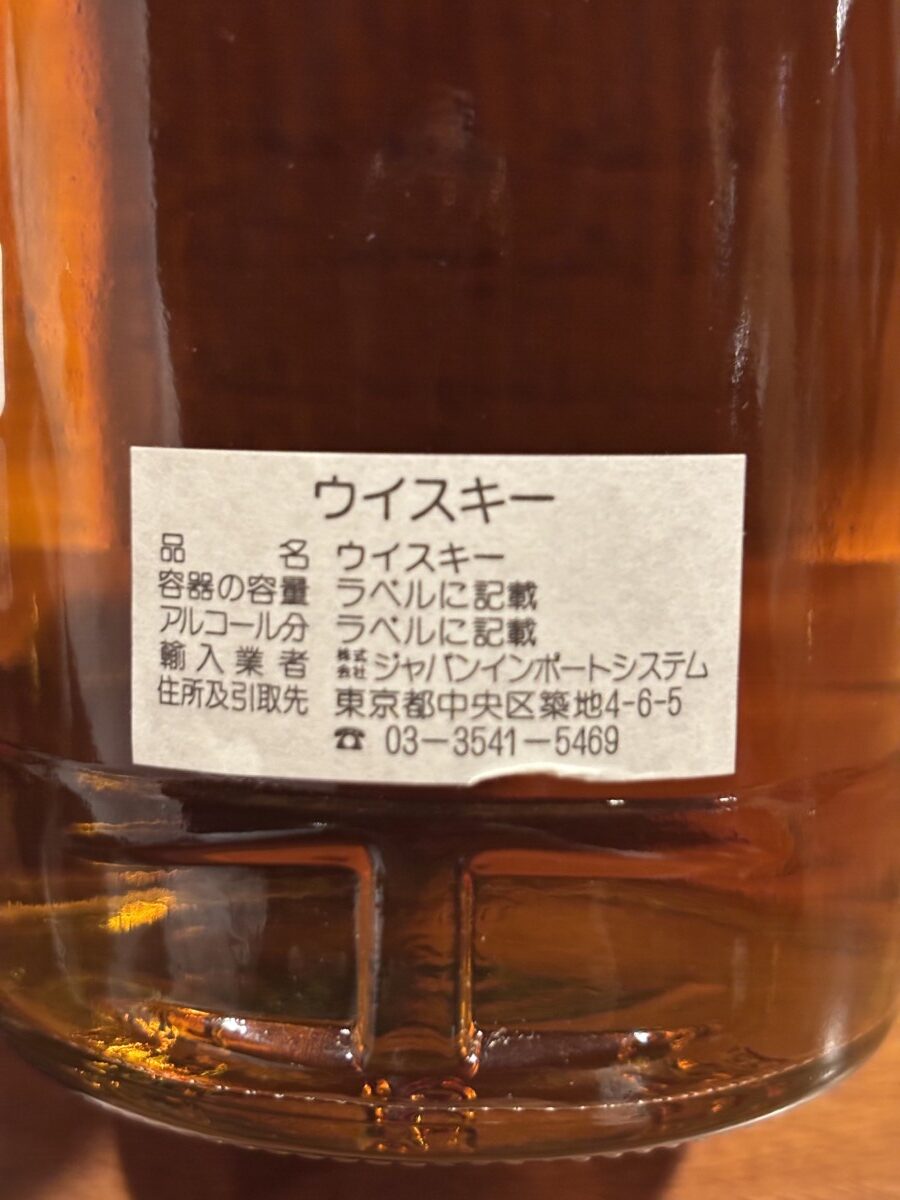 ウイスキー
品名 ウイスキー
容器の容量 ラベルに記載
アルコール分 ラベルに記載
輸入業者 株式会社ジャパンインポートシステム
住所及引取先 東京都中央区築地4-6-5
☎ 03-3541-5469